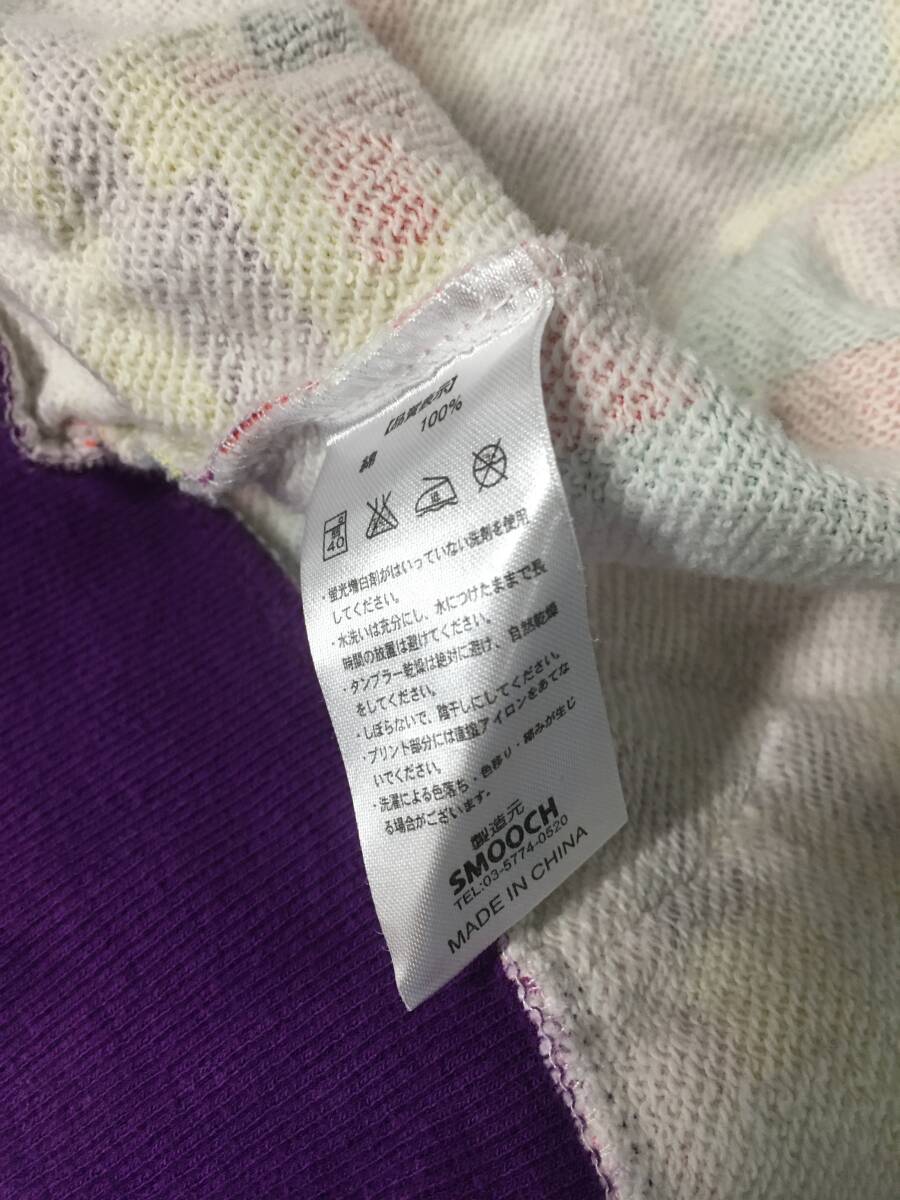 【品質表示】
綿 100%
弱 40
・蛍光増白剤がはいっていない洗剤を使用
してください。
・水洗いは充分にし、水につけたままで長
時間の放置は避けてください。
・タンブラー乾燥は絶対に避け、自然乾燥
をしてください。
・しぼらないで、陰干しにしてください。
・プリント部分には直接アイロンをあてな
いでください。
・洗濯による色落ち・色移り・縮みが生じ
る場合がございます。
製造元
SMOOCH
TEL:03-5774-0520
MADE IN CHINA